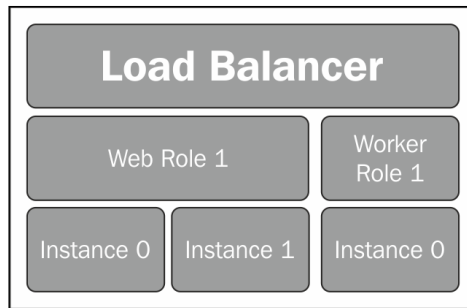 Load Balancer
Web Role 1
Worker
Role 1
Instance 0
Instance 1
Instance 0